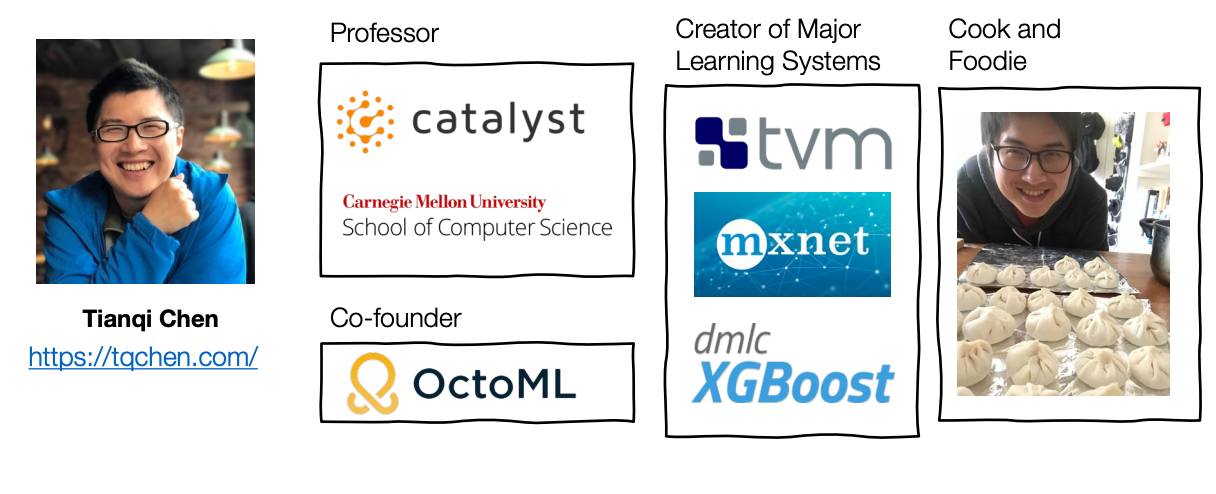 Tianqi Chen
https://tqchen.com/
Professor
catalyst
Carnegie Mellon University
School of Computer Science
Co-founder
OctoML
Creator of Major
Learning Systems
tvm
mxnet
dmlc
XGBoost
Cook and
Foodie